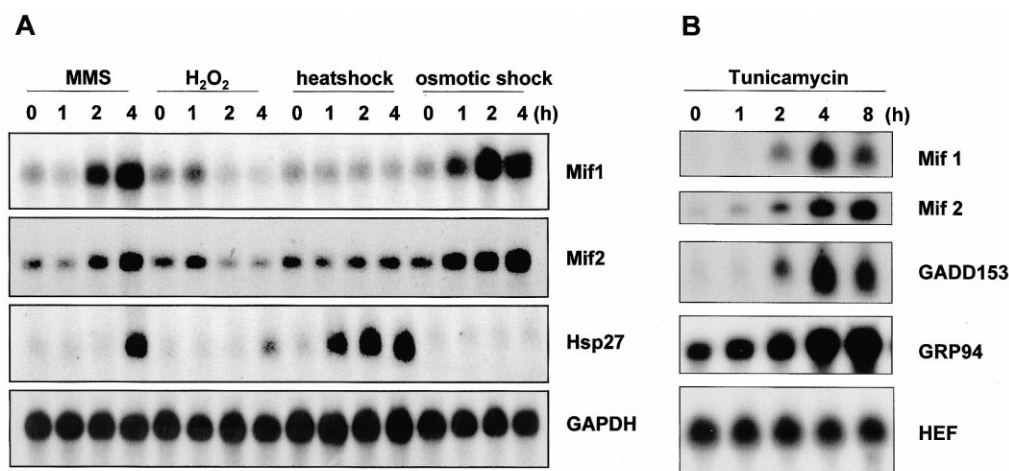 A
MMS H₂O₂ heatshock osmotic shock
0 1 2 4 0 1 2 4 0 1 2 4 0 1 2 4 (h)
Mif1
Mif2
Hsp27
GAPDH
B
Tunicamycin
0 1 2 4 8 (h)
Mif 1
Mif 2
GADD153
GRP94
HEF